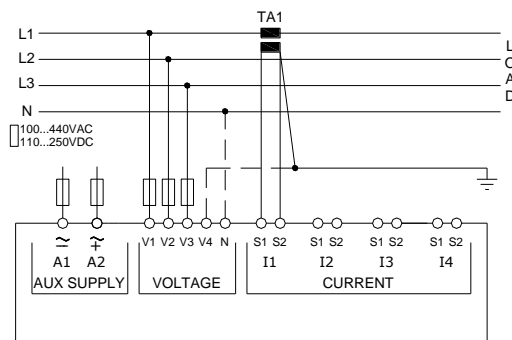 TA1
L1
L2
L3
N
LOAD
100...440VAC
110...250VDC
V1 V2 V3 V4 N S1 S2 S1 S2 S1 S2 S1 S2
A1 A2 I1 I2 I3 I4
AUX SUPPLY VOLTAGE CURRENT